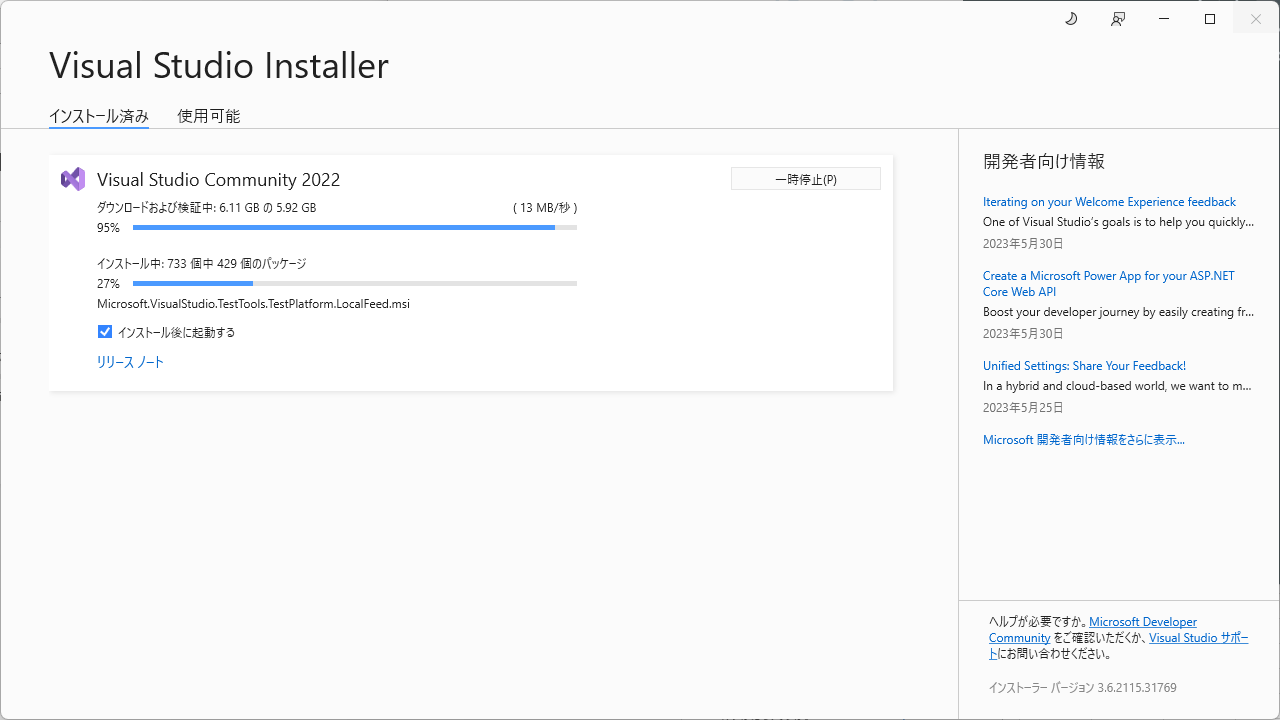 Visual Studio Installer
インストール済み
使用可能
Visual Studio Community 2022
一時停止(P)
ダウンロードおよび検証中: 6.11 GB の 5.92 GB
( 13 MB/秒 )
95%
インストール中: 733 個中 429 個のパッケージ
27%
Microsoft.VisualStudio.TestTools.TestPlatform.LocalFeed.msi
インストール後に起動する
リリース ノート
開発者向け情報
Iterating on your Welcome Experience feedback
One of Visual Studio’s goals is to help you quickly...
2023年5月30日
Create a Microsoft Power App for your ASP.NET
Core Web API
Boost your developer journey by easily creating fr...
2023年5月30日
Unified Settings: Share Your Feedback!
In a hybrid and cloud-based world, we want to m...
2023年5月25日
Microsoft 開発者向け情報をさらに表示...
ヘルプが必要ですか。Microsoft Developer
Community をご確認いただくか、Visual Studio サポー
トにお問い合わせください。
インストーラー バージョン 3.6.2115.31769